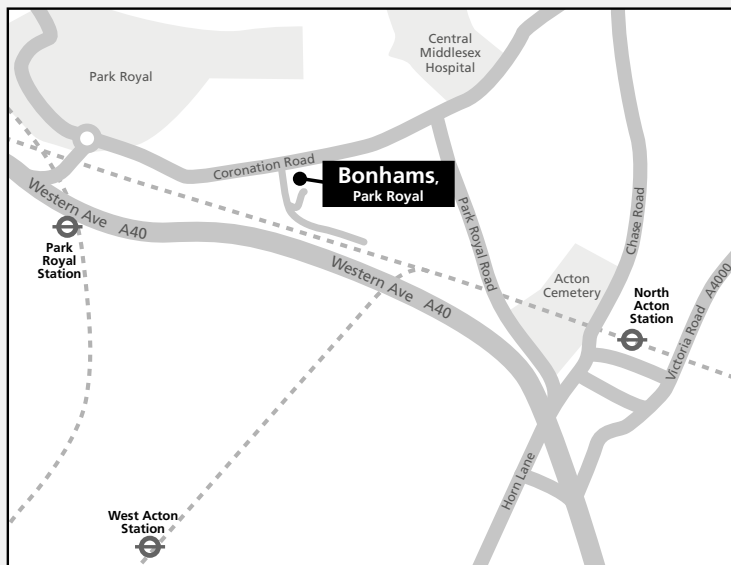 Central
Middlesex
Hospital
Park Royal
Coronation Road
Bonhams,
Park Royal
Western Ave A40
Park
Royal
Station
Park Royal Road
Chase Road
Western Ave A40
Acton
Cemetery
North
Acton
Station
Victoria Road A4000
Horn Lane
West Acton
Station